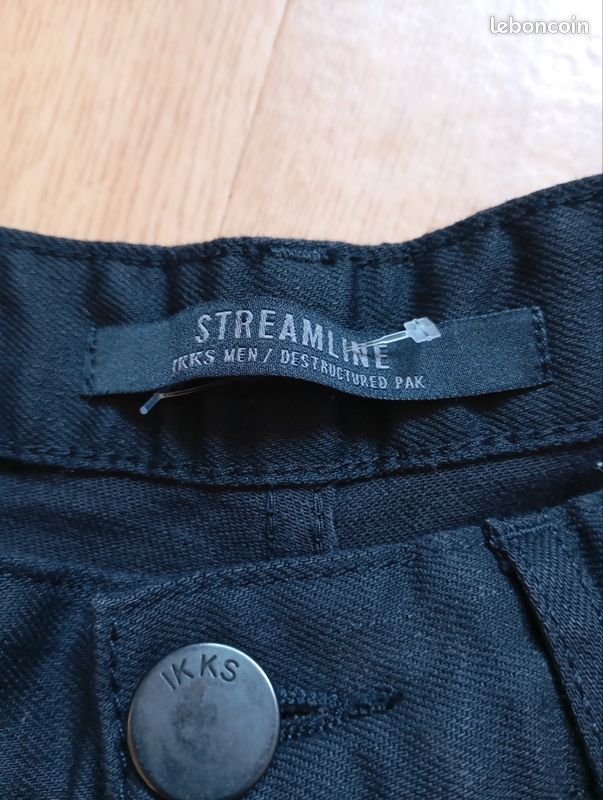 leboncoin
STREAMLINE
IKKS MEN / DESTRUCTURED PAK
IKKS